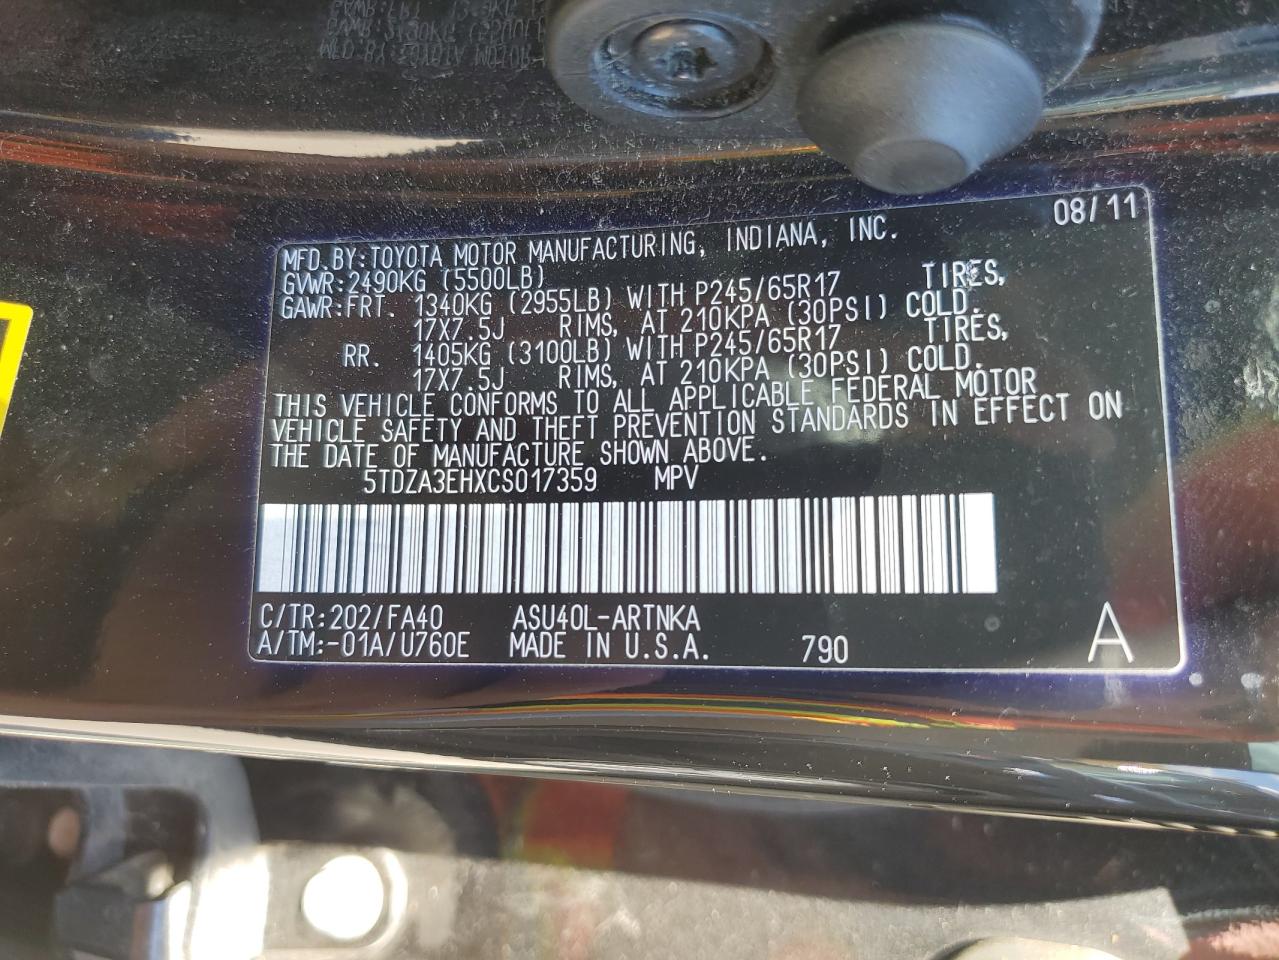 08/11
MFD. BY: TOYOTA MOTOR MANUFACTURING, INDIANA, INC.
GVWR: 2490KG (5500LB)
GAWR: FRT. 1340KG (2955LB) WITH P245/65R17 TIRES,
17X7.5J RIMS, AT 210KPA (30PSI) COLD.
RR. 1405KG (3100LB) WITH P245/65R17 TIRES,
17X7.5J RIMS, AT 210KPA (30PSI) COLD.
THIS VEHICLE CONFORMS TO ALL APPLICABLE FEDERAL MOTOR
VEHICLE SAFETY AND THEFT PREVENTION STANDARDS IN EFFECT ON
THE DATE OF MANUFACTURE SHOWN ABOVE.
5TDZA3EHXCS017359 MPV
C/TR: 202/FA40 ASU40L-ARTNKA
A/TM: -01A/U760E MADE IN U.S.A. 790 A